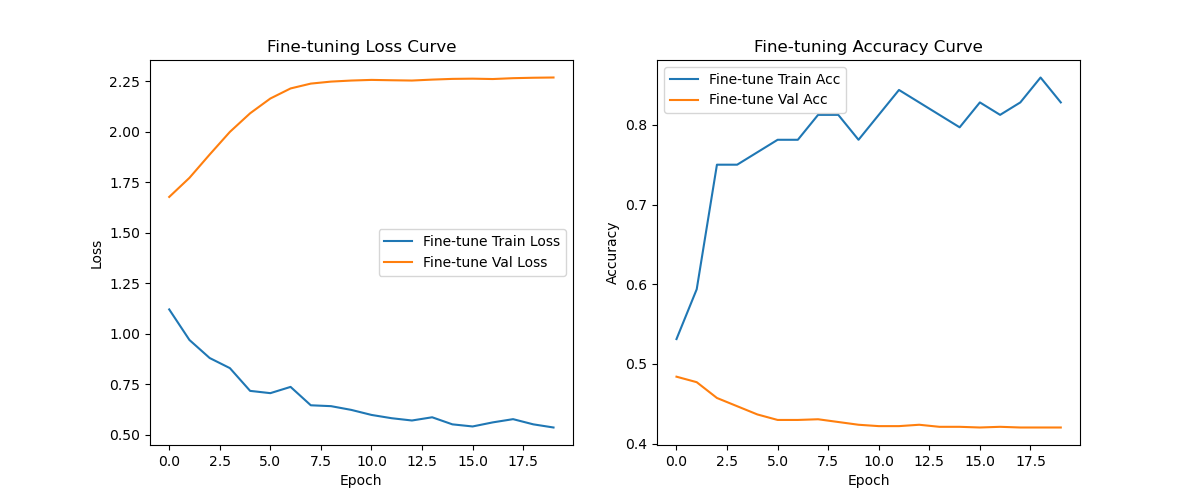 Fine-tuning Loss Curve
2.25
2.00
1.75
1.50
1.25
1.00
0.75
0.50
Loss
Fine-tune Train Loss
Fine-tune Val Loss
0.0 2.5 5.0 7.5 10.0 12.5 15.0 17.5
Epoch
Fine-tuning Accuracy Curve
Fine-tune Train Acc
Fine-tune Val Acc
0.8
0.7
0.6
0.5
0.4
Accuracy
0.0 2.5 5.0 7.5 10.0 12.5 15.0 17.5
Epoch